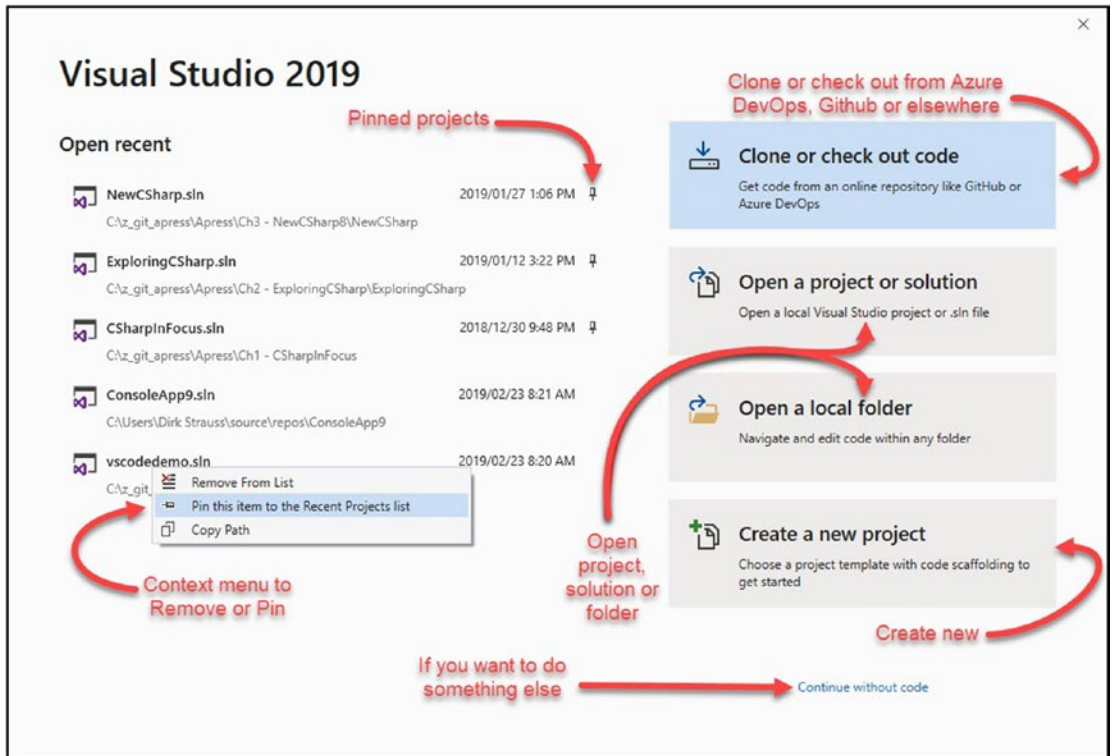 Visual Studio 2019
Clone or check out from Azure
DevOps, Github or elsewhere
Pinned projects
Open recent
NewCSharp.sln
2019/01/27 1:06 PM
C:\z_git_apress\Apress\Ch3 - NewCSharp8\NewCSharp
ExploringCSharp.sln
2019/01/12 3:22 PM
C:\z_git_apress\Apress\Ch2 - ExploringCSharp\ExploringCSharp
CSharpInFocus.sln
2018/12/30 9:48 PM
C:\z_git_apress\Apress\Ch1 - CSharpInFocus
ConsoleApp9.sln
2019/02/23 8:21 AM
C:\Users\Dirk Strauss\source\repos\ConsoleApp9
vscodedemo.sln
2019/02/23 8:20 AM
C:\z_git_
Remove From List
Pin this item to the Recent Projects list
Copy Path
Context menu to
Remove or Pin
Clone or check out code
Get code from an online repository like GitHub or
Azure DevOps
Open a project or solution
Open a local Visual Studio project or .sln file
Open a local folder
Navigate and edit code within any folder
Open
project,
solution or
folder
Create a new project
Choose a project template with code scaffolding to
get started
Create new
If you want to do
something else
Continue without code